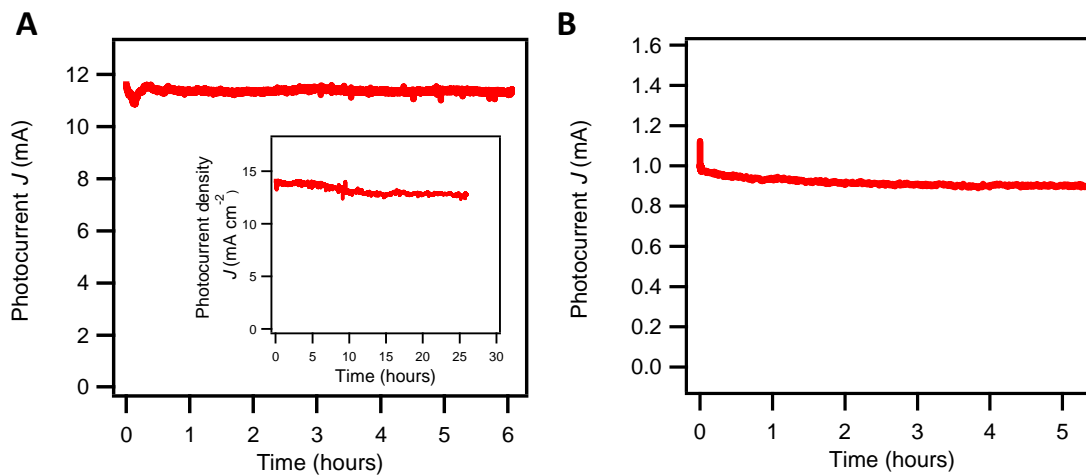 A
Photocurrent J (mA)
12
10
8
6
4
2
0
0 1 2 3 4 5 6
Time (hours)
Photocurrent density
J (mA cm⁻²)
15
10
5
0
0 5 10 15 20 25 30
Time (hours)
B
Photocurrent J (mA)
1.6
1.4
1.2
1.0
0.8
0.6
0.4
0.2
0.0
0 1 2 3 4 5
Time (hours)